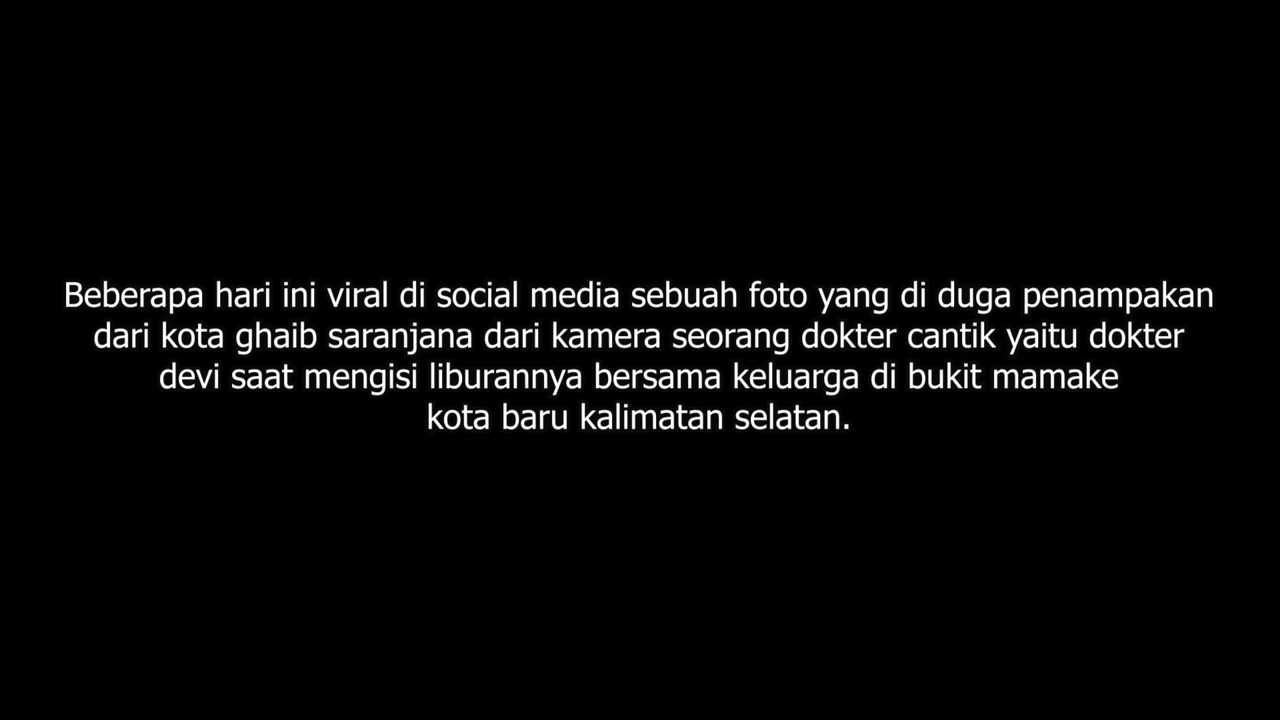 Beberapa hari ini viral di social media sebuah foto yang di duga penampakan
dari kota ghaib saranjana dari kamera seorang dokter cantik yaitu dokter
devi saat mengisi liburannya bersama keluarga di bukit mamake
kota baru kalimatan selatan.